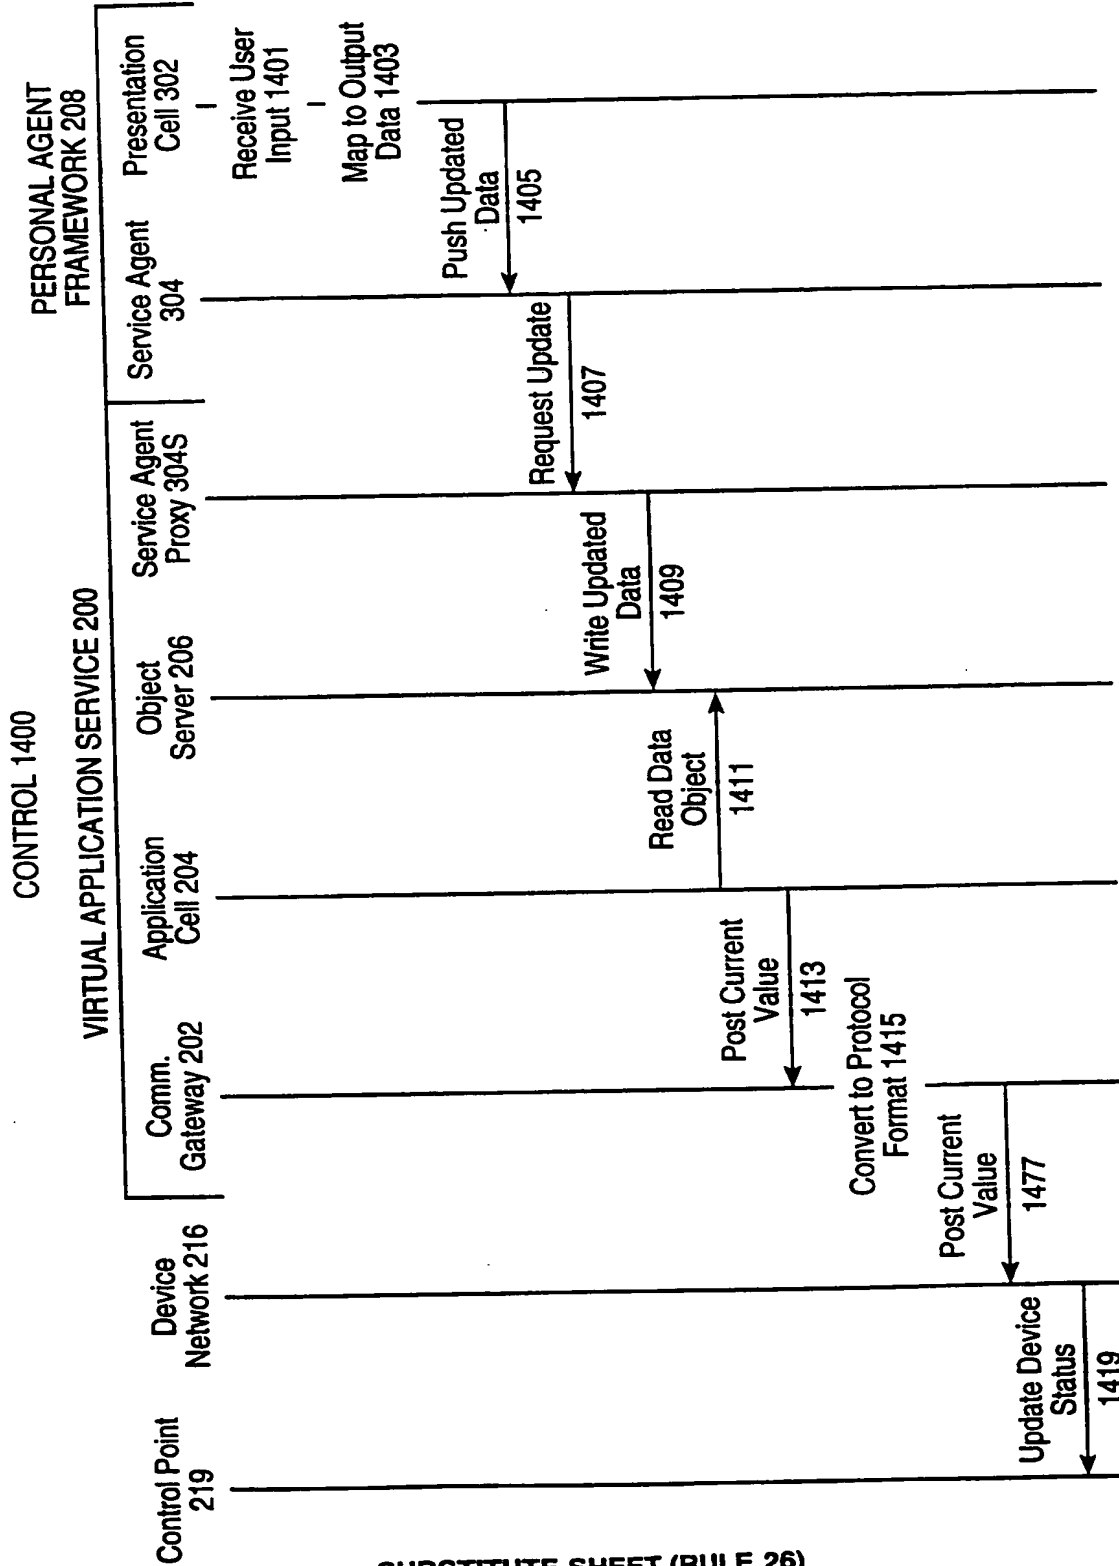 CONTROL 1400
VIRTUAL APPLICATION SERVICE 200
PERSONAL AGENT
FRAMEWORK 208
Control Point
219
Device
Network 216
Comm.
Gateway 202
Application
Cell 204
Object
Server 206
Service Agent
Proxy 304S
Service Agent
304
Presentation
Cell 302
Receive User
Input 1401
Map to Output
Data 1403
Push Updated
Data
1405
Request Update
1407
Write Updated
Data
1409
Read Data
Object
1411
Post Current
Value
1413
Convert to Protocol
Format 1415
Post Current
Value
1477
Update Device
Status
1419
SUBSTITUTE SHEET (RULE 26)